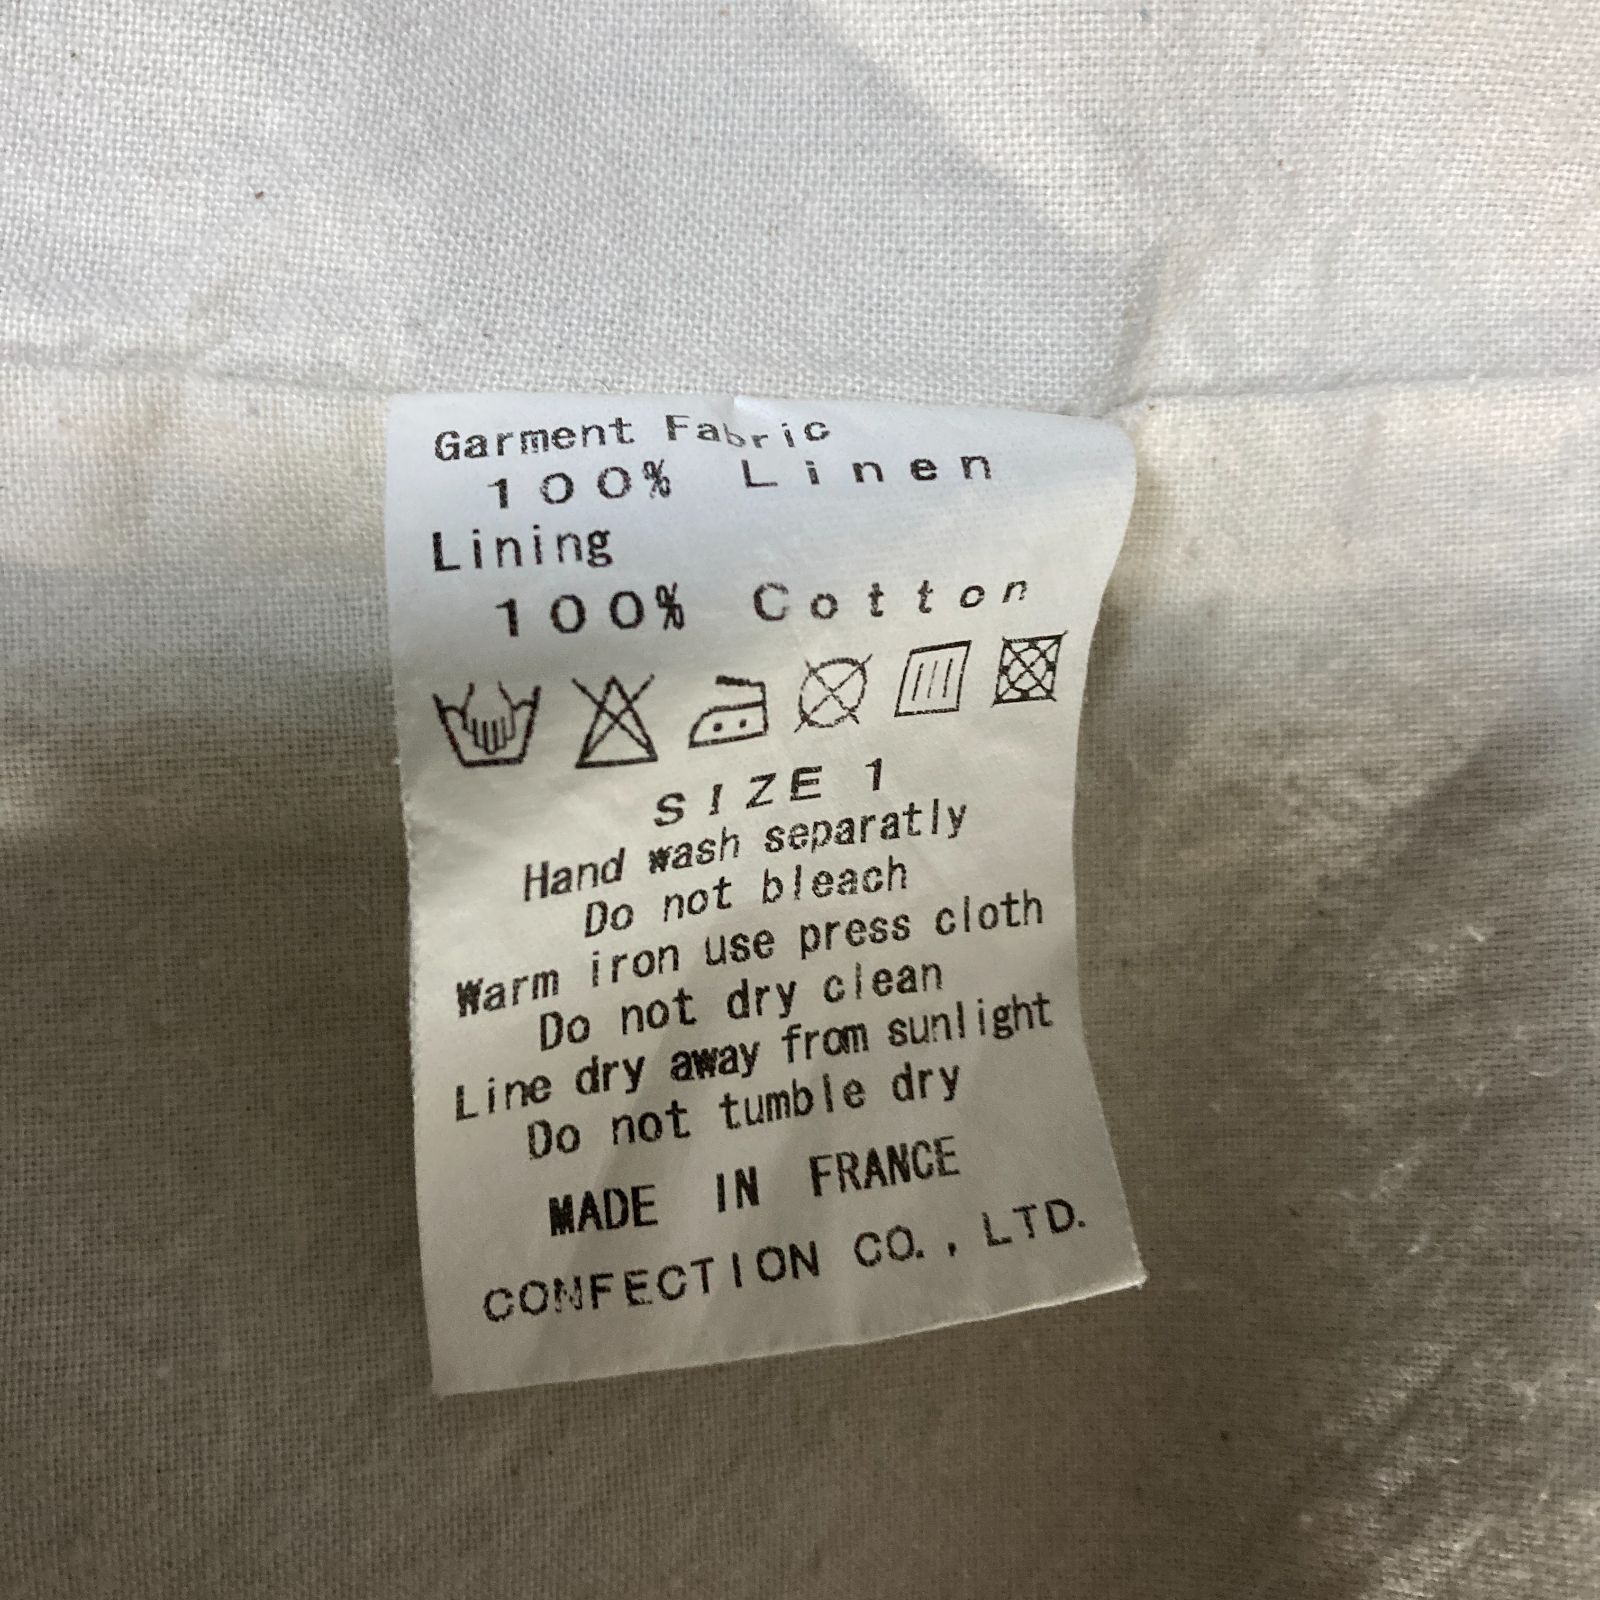 Garment Fabric
100% Linen
Lining
100% Cotton
SIZE 1
Hand wash separatly
Do not bleach
Warm iron use press cloth
Do not dry clean
Line dry away from sunlight
Do not tumble dry
MADE IN FRANCE
CONFECTION CO., LTD.